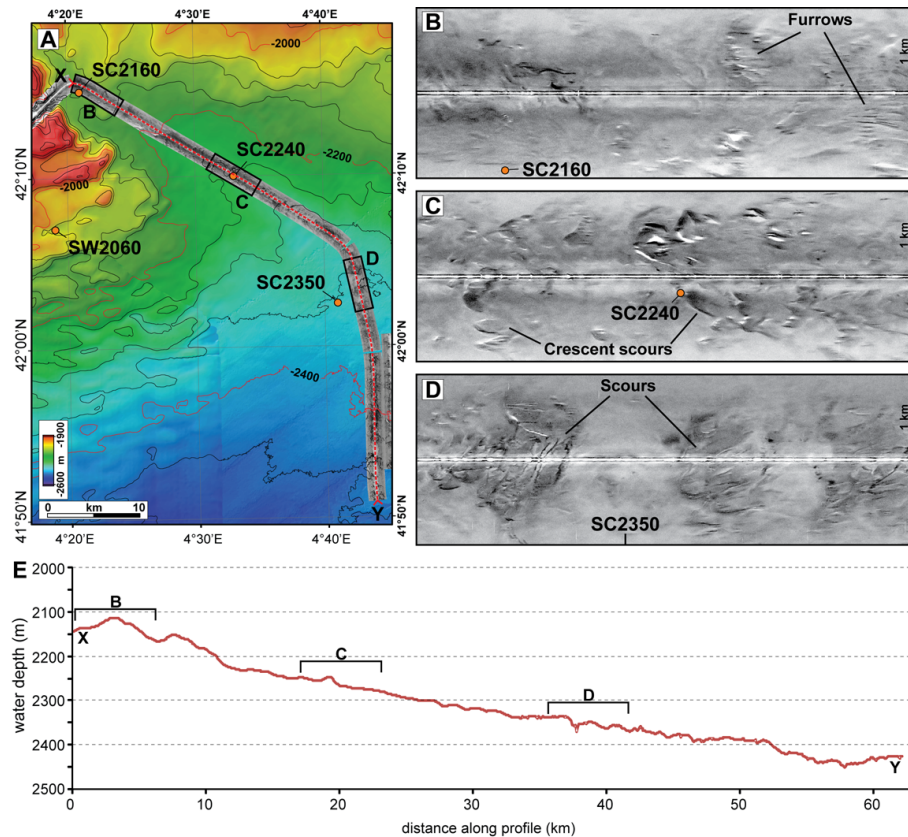 4°20'E 4°30'E 4°40'E
A
-2000
X
SC2160
B
42°10'N
-2200
42°10'N
SC2240
-2000
C
SW2060
D
SC2350
42°00'N
42°00'N
-2400
-1900
m
-2600
0 km 10
41°50'N
Y
41°50'N
4°20'E 4°30'E 4°40'E
B
Furrows
1 km
SC2160
C
1 km
SC2240
Crescent scours
D
Scours
1 km
SC2350
E
2000
2100
2200
2300
2400
2500
water depth (m)
B
X
C
D
Y
0 10 20 30 40 50 60
distance along profile (km)